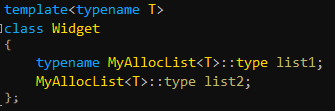 template<typename T>
class Widget
{
    typename MyAllocList<T>::type list1;
    MyAllocList<T>::type list2;
};